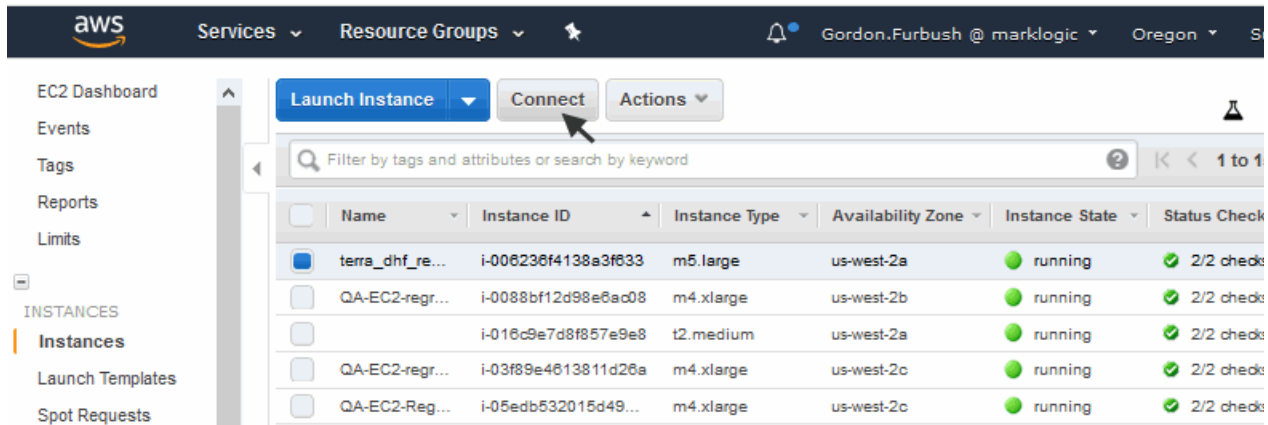 aws Services Resource Groups Gordon.Furbush @ marklogic Oregon
EC2 Dashboard
Events
Tags
Reports
Limits
INSTANCES
Instances
Launch Templates
Spot Requests
Launch Instance Connect Actions
Filter by tags and attributes or search by keyword ? 1 to 1
Name Instance ID Instance Type Availability Zone Instance State Status Check
terra_dhf_re... i-006236f4138a3f633 m5.large us-west-2a running 2/2 checks
QA-EC2-regr... i-0088bf12d98e6ac08 m4.xlarge us-west-2b running 2/2 checks
i-016c9e7d8f857e9e8 t2.medium us-west-2a running 2/2 checks
QA-EC2-regr... i-03f89e4613811d26a m4.xlarge us-west-2c running 2/2 checks
QA-EC2-Reg... i-05edb532015d49... m4.xlarge us-west-2c running 2/2 checks